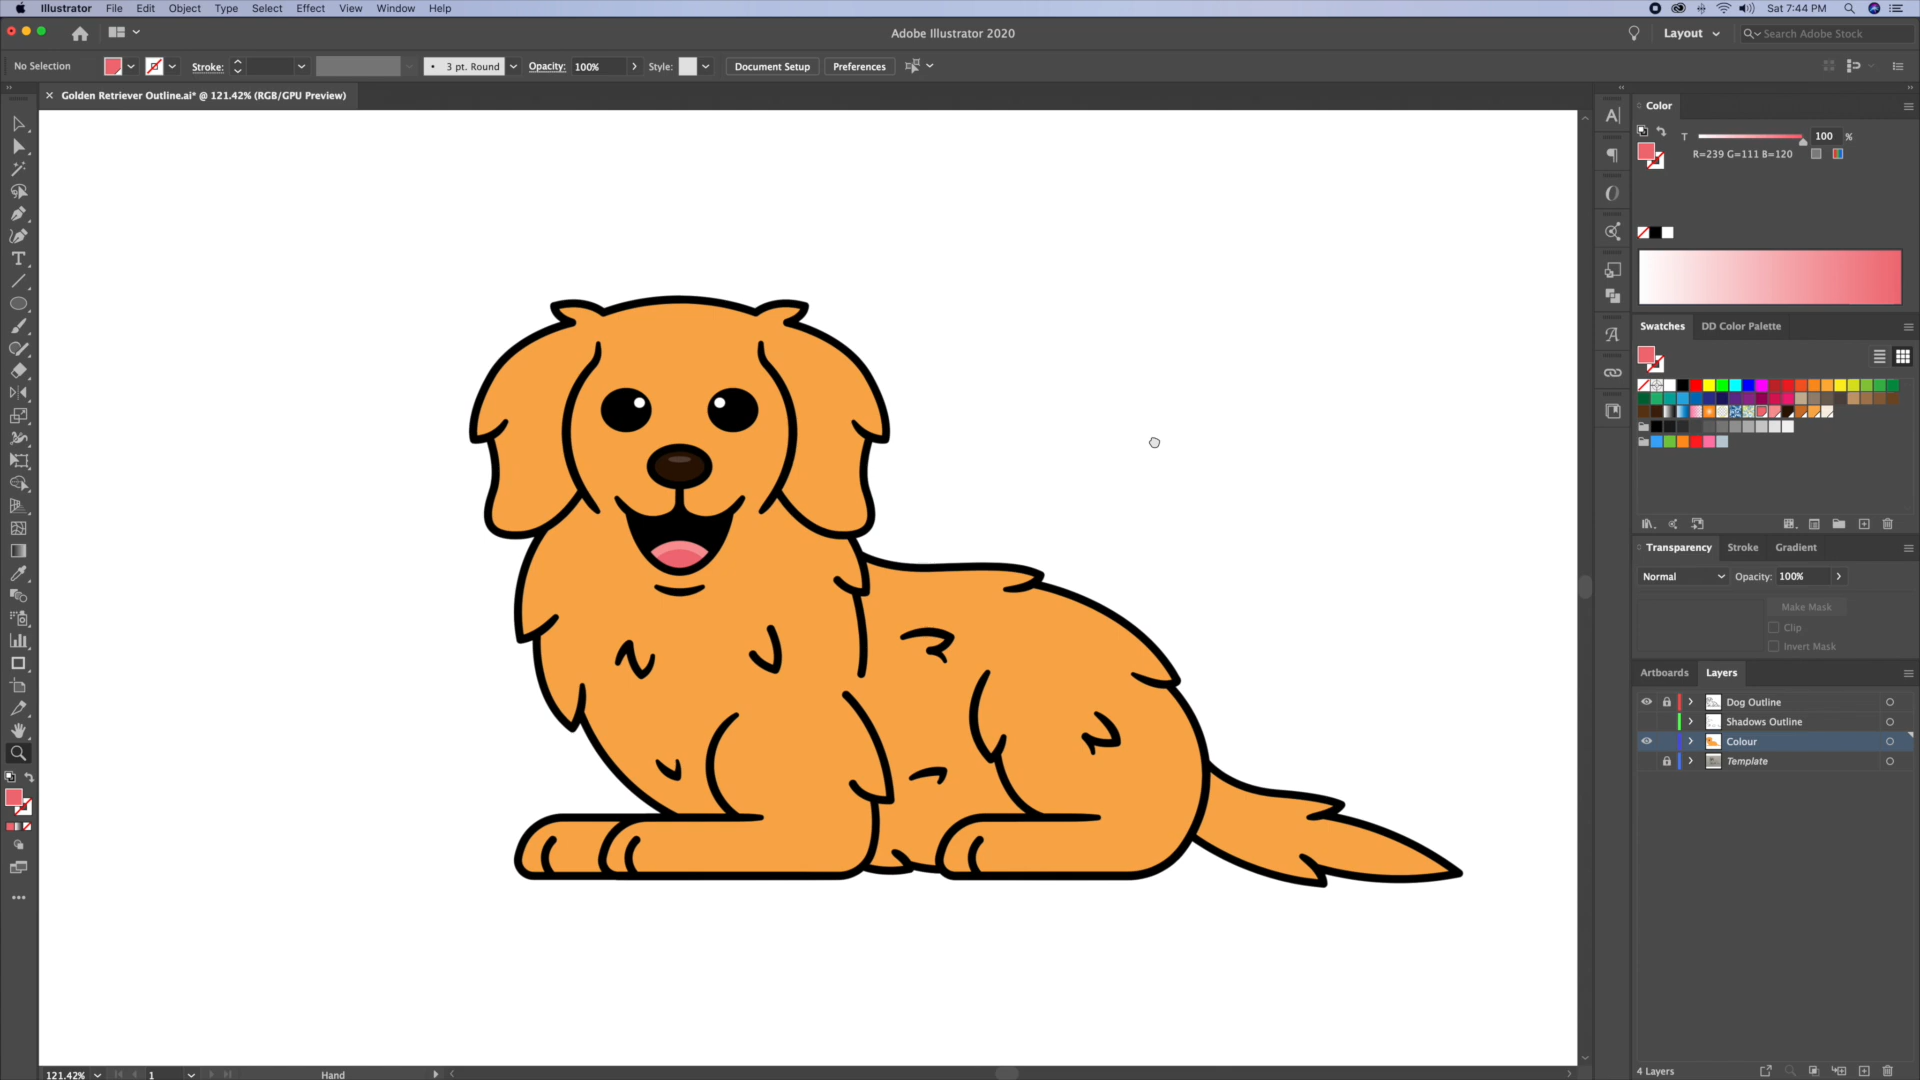 Illustrator File Edit Object Type Select Effect View Window Help Sat 7:44 PM
Adobe Illustrator 2020 Layout Search Adobe Stock
No Selection Stroke: 3 pt. Round Opacity: 100% Style: Document Setup Preferences
Golden Retriever Outline.ai* @ 121.42% (RGB/GPU Preview)
Color
T 100 %
R=239 G=111 B=120
Swatches DD Color Palette
Transparency Stroke Gradient
Normal Opacity: 100%
Make Mask
Clip
Invert Mask
Artboards Layers
Dog Outline
Shadows Outline
Colour
Template
121.42% 1 Hand 4 Layers